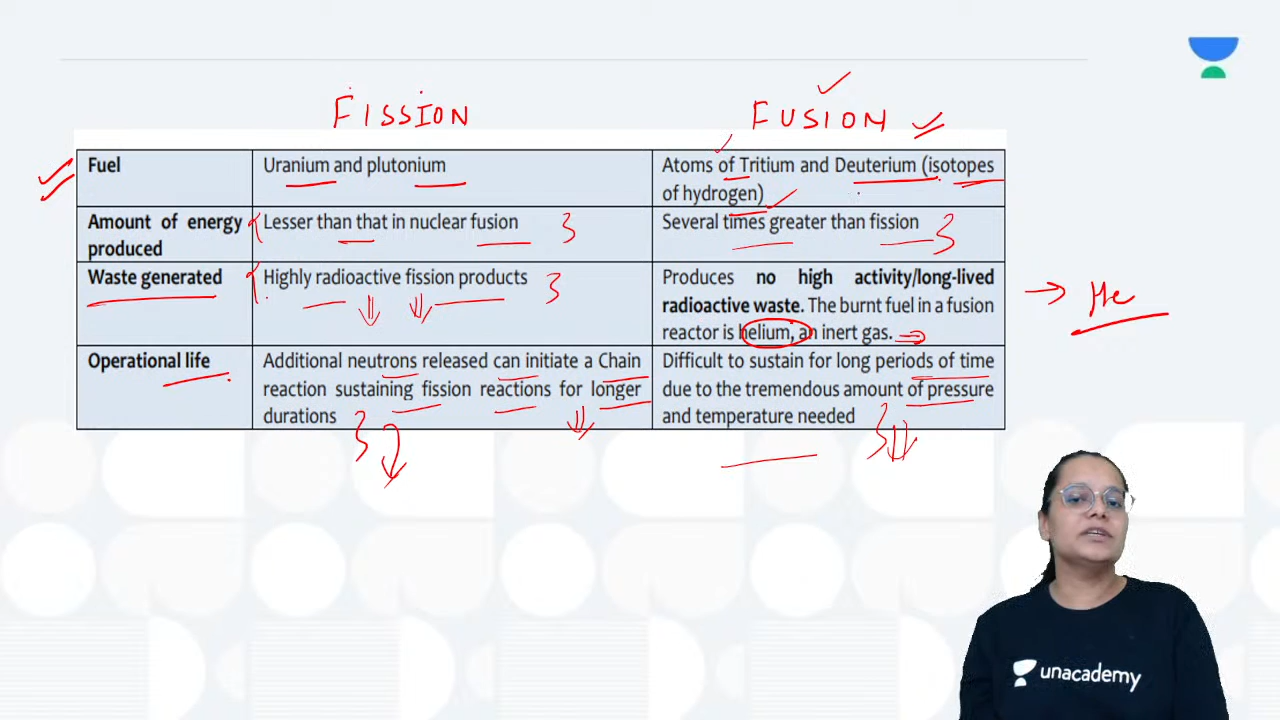 FISSION
FUSION
Fuel
Uranium and plutonium
Atoms of Tritium and Deuterium (isotopes
of hydrogen)
Amount of energy
produced
Lesser than that in nuclear fusion
Several times greater than fission
Waste generated
Highly radioactive fission products
Produces no high activity/long-lived
radioactive waste. The burnt fuel in a fusion
reactor is helium, an inert gas.
He
Operational life
Additional neutrons released can initiate a Chain
reaction sustaining fission reactions for longer
durations
Difficult to sustain for long periods of time
due to the tremendous amount of pressure
and temperature needed
unacademy